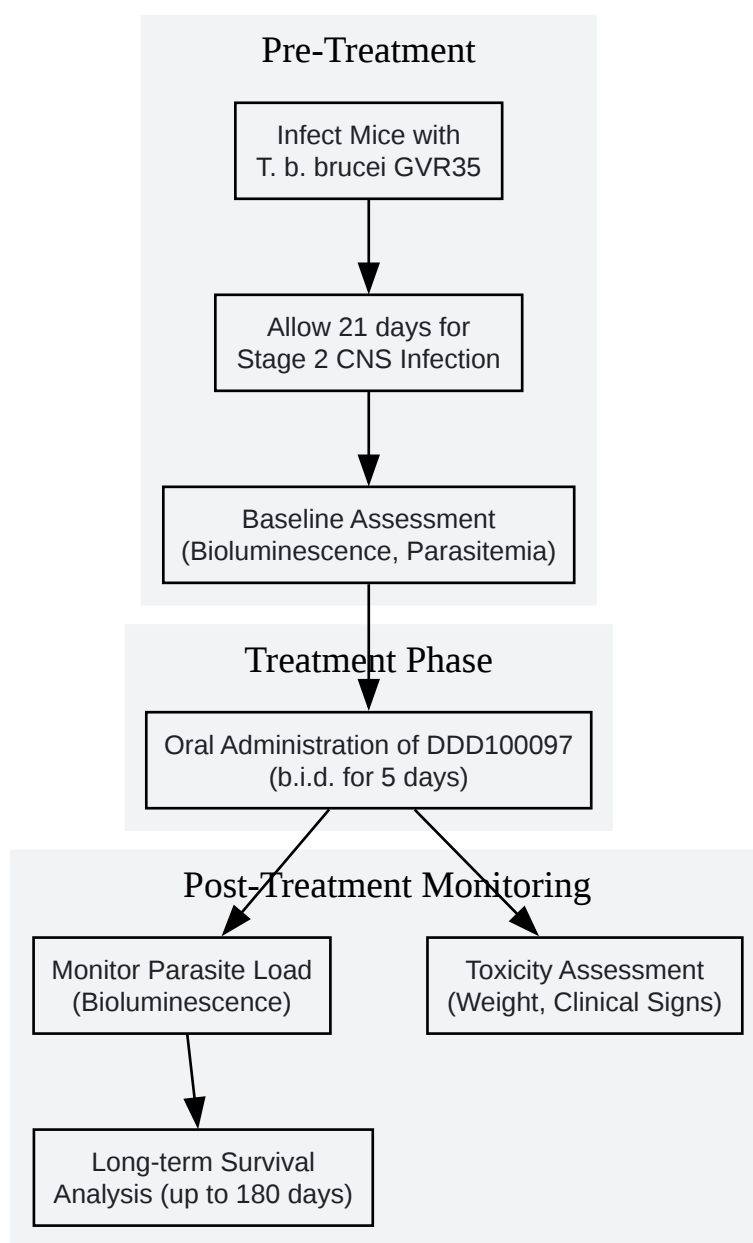 Pre-Treatment
Infect Mice with
T. b. brucei GVR35
Allow 21 days for
Stage 2 CNS Infection
Baseline Assessment
(Bioluminescence, Parasitemia)
Treatment Phase
Oral Administration of DDD100097
(b.i.d. for 5 days)
Post-Treatment Monitoring
Monitor Parasite Load
(Bioluminescence)
Toxicity Assessment
(Weight, Clinical Signs)
Long-term Survival
Analysis (up to 180 days)